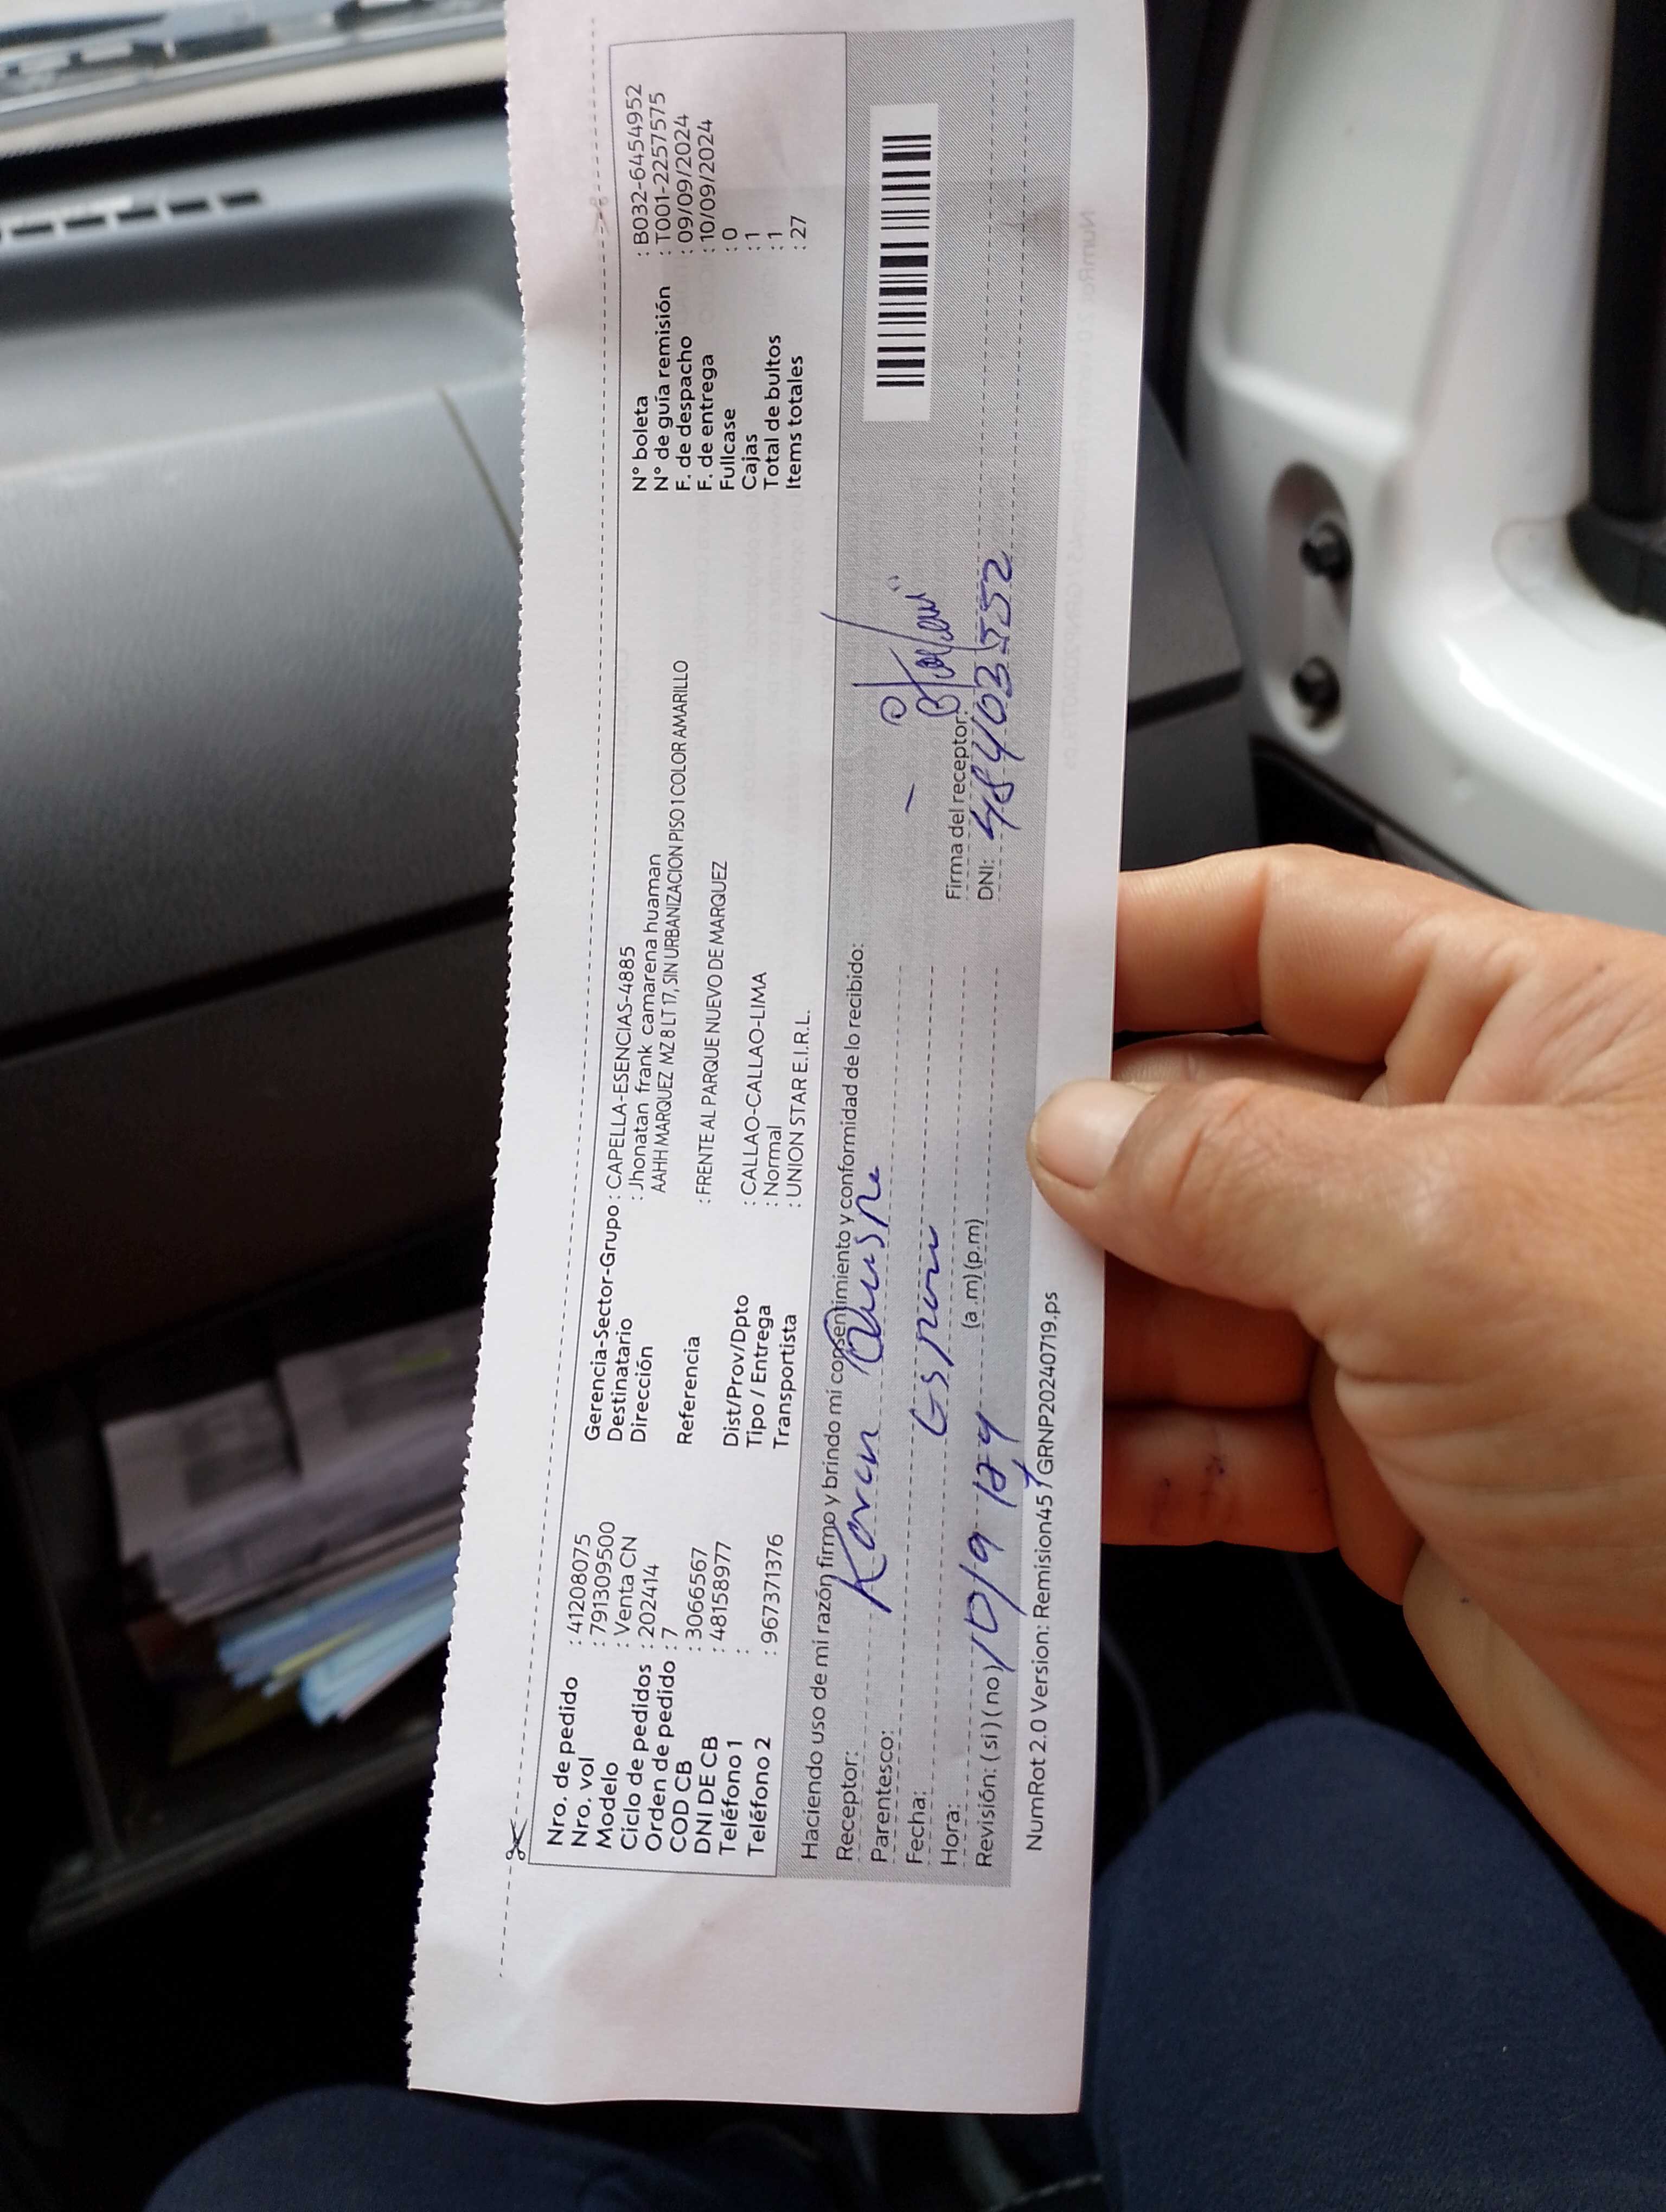 Nro. de pedido : 41208075
Nro. vol : 791309500
Modelo : Venta CN
Ciclo de pedidos : 202414
Orden de pedido : 7
COD CB : 3066567
DNI DE CB : 48158977
Teléfono 1 :
Teléfono 2 : 967371376
Gerencia-Sector-Grupo : CAPELLA-ESENCIAS-4885
Destinatario : Jhonatan frank camarena huaman
Dirección AAHH MARQUEZ MZ 8 LT 17, SIN URBANIZACION PISO 1 COLOR AMARILLO
Referencia : FRENTE AL PARQUE NUEVO DE MARQUEZ
Dist/Prov/Dpto : CALLAO-CALLAO-LIMA
Tipo / Entrega : Normal
Transportista : UNION STAR E.I.R.L.
N° boleta : B032-6454952
N° de guía remisión : T001-2257575
F. de despacho : 09/09/2024
F. de entrega : 10/09/2024
Fullcase : 0
Cajas : 1
Total de bultos : 1
Items totales : 27
Haciendo uso de mi razón firmo y brindo mi consentimiento y conformidad de lo recibido:
Receptor: Karen
Parentesco:
Fecha:
Hora: (a.m) (p.m)
Revisión: (si) (no) 10/9/24
Firma del receptor:
DNI: 48403552
NumRot 2.0 Version: Remision45 GRNP20240719.ps